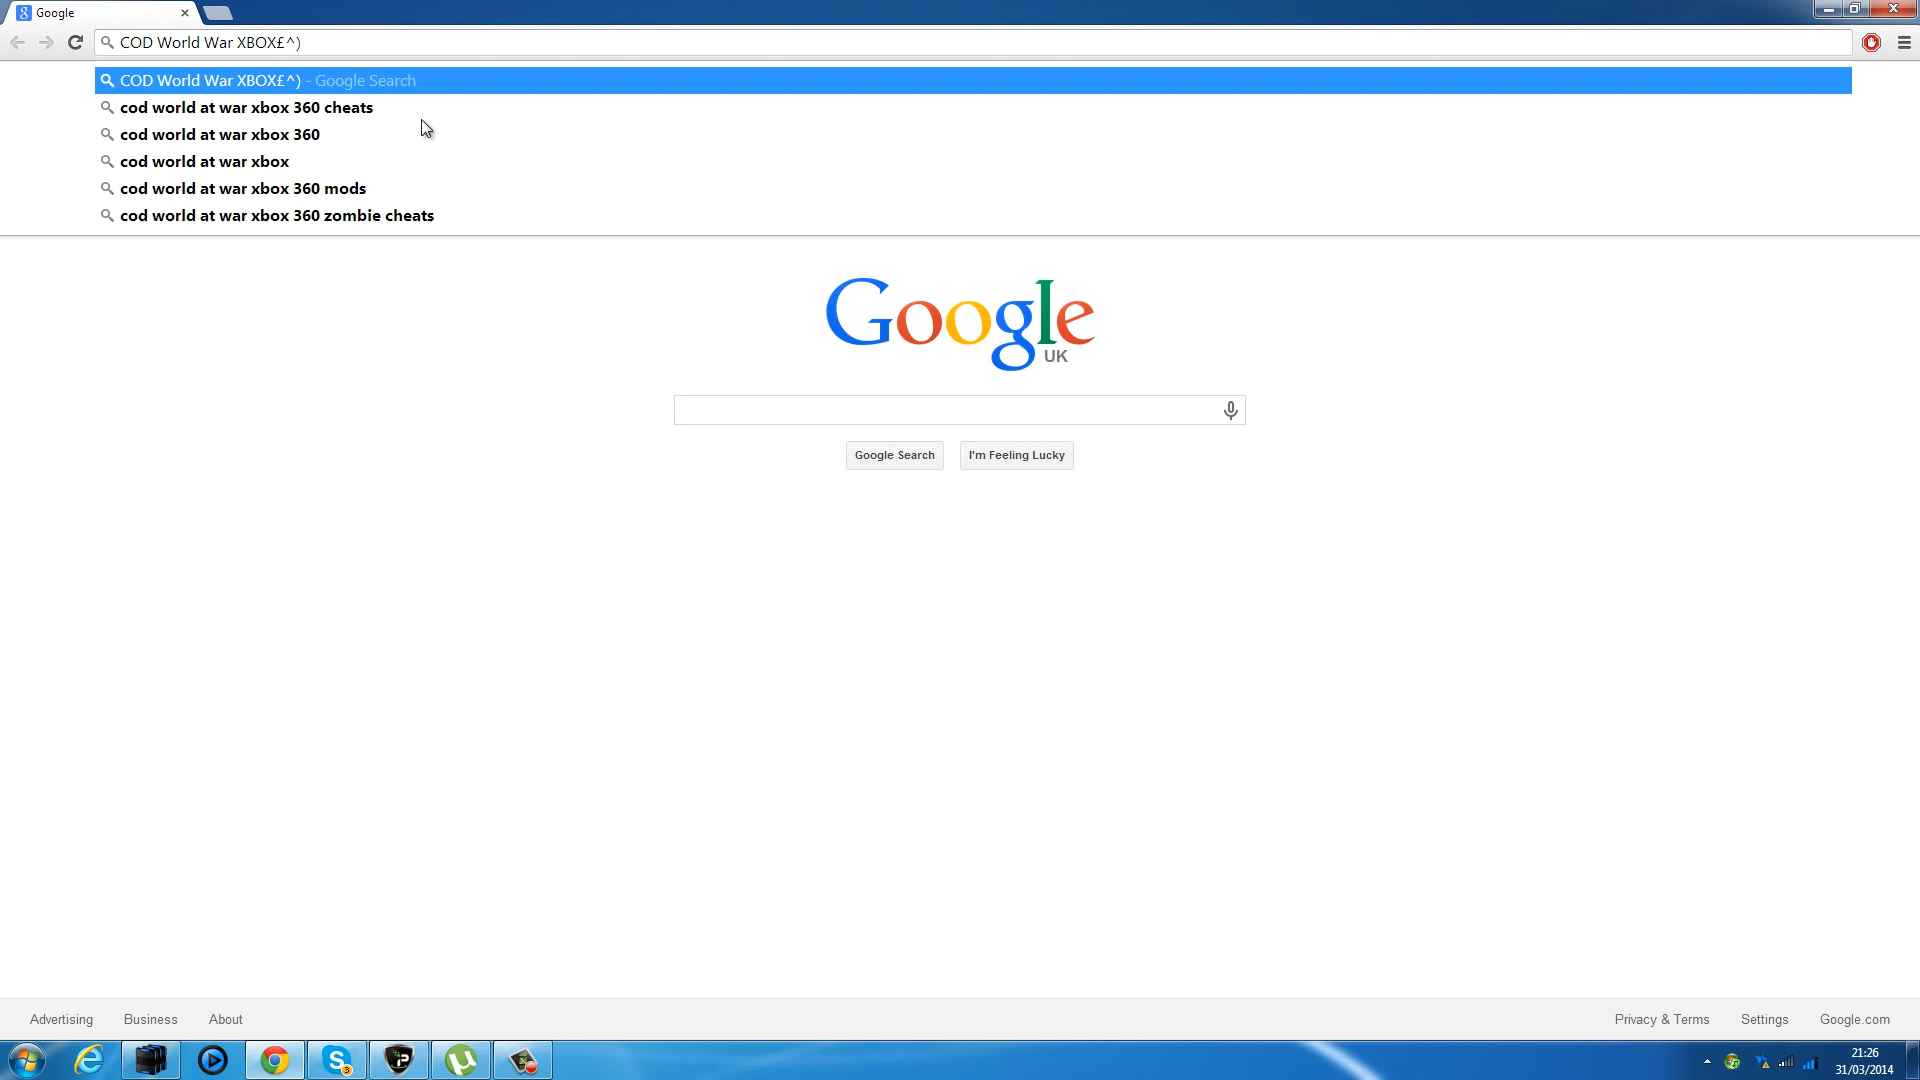 Google
COD World War XBOX£^)
COD World War XBOX£^) - Google Search
cod world at war xbox 360 cheats
cod world at war xbox 360
cod world at war xbox
cod world at war xbox 360 mods
cod world at war xbox 360 zombie cheats
Google
UK
Google Search
I'm Feeling Lucky
Advertising
Business
About
Privacy & Terms
Settings
Google.com
3
21:26
31/03/2014